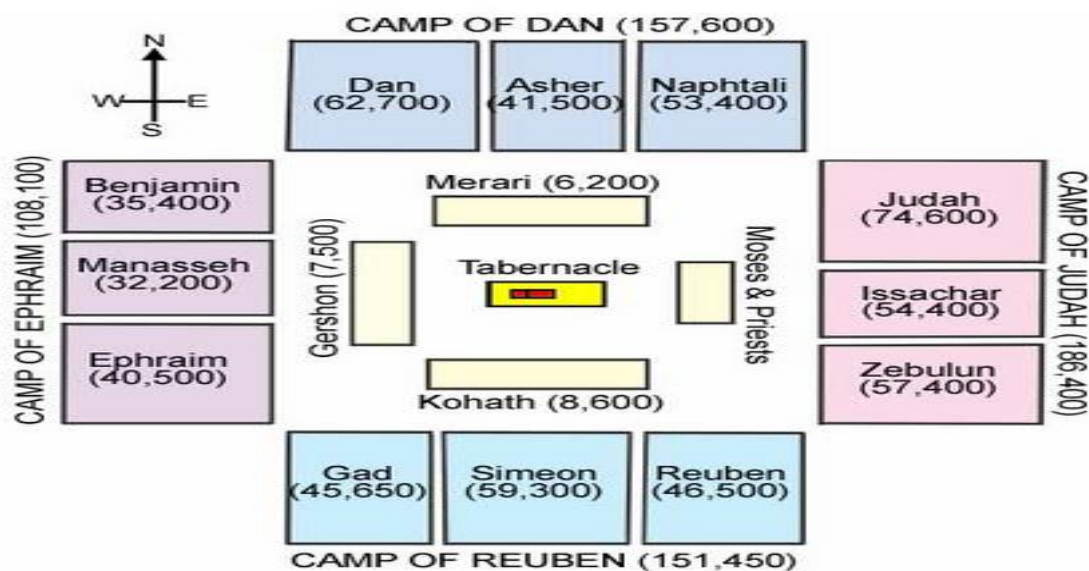 CAMP OF DAN (157,600)
N
W
E
S
Dan
(62,700)
Asher
(41,500)
Naphtali
(53,400)
CAMP OF EPHRAIM (108,100)
Benjamin
(35,400)
Manasseh
(32,200)
Ephraim
(40,500)
Merari (6,200)
Gershon (7,500)
Tabernacle
Moses & Priests
Kohath (8,600)
Judah
(74,600)
Issachar
(54,400)
Zebulun
(57,400)
CAMP OF JUDAH (186,400)
Gad
(45,650)
Simeon
(59,300)
Reuben
(46,500)
CAMP OF REUBEN (151,450)